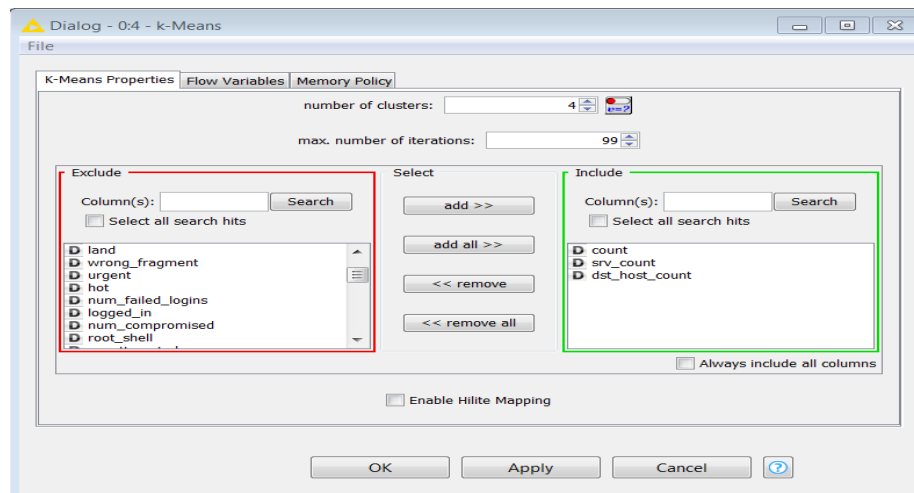 Dialog - 0:4 - k-Means
File
K-Means Properties Flow Variables Memory Policy
number of clusters: 4 v=?
max. number of iterations: 99
Exclude Select Include
Column(s): Search add >> Column(s): Search
Select all search hits Select all search hits
D land add all >> D count
D wrong_fragment D srv_count
D urgent << remove D dst_host_count
D hot
D num_failed_logins
D logged_in << remove all
D num_compromised
D root_shell
Always include all columns
Enable Hilite Mapping
OK Apply Cancel ?